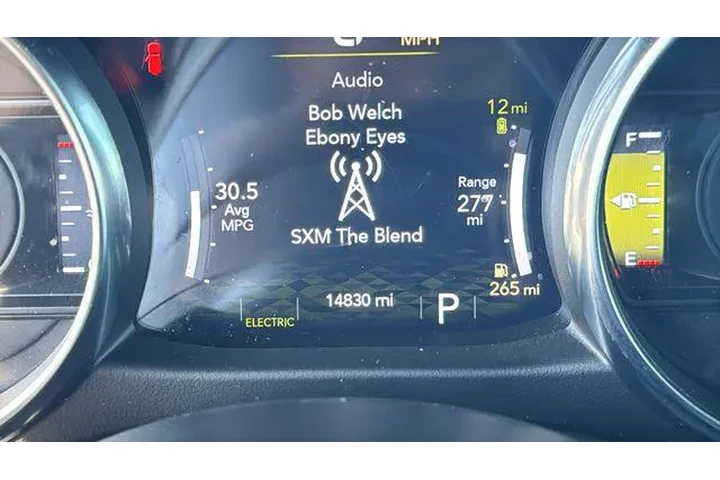 MPH
Audio
Bob Welch
Ebony Eyes
12 mi
30.5
Avg
MPG
Range
277
mi
SXM The Blend
265 mi
14830 mi
ELECTRIC
P
F
E